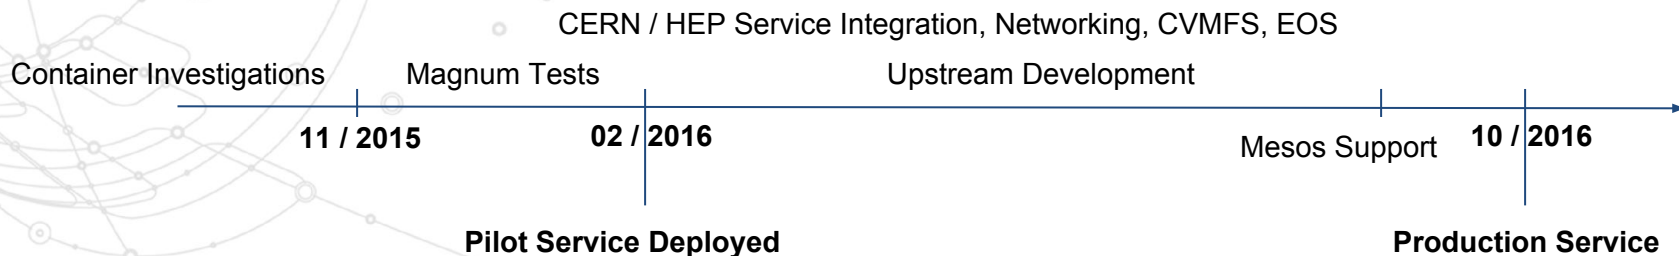 CERN / HEP Service Integration, Networking, CVMFS, EOS
Container Investigations
Magnum Tests
Upstream Development
11 / 2015
02 / 2016
Mesos Support
10 / 2016
Pilot Service Deployed
Production Service